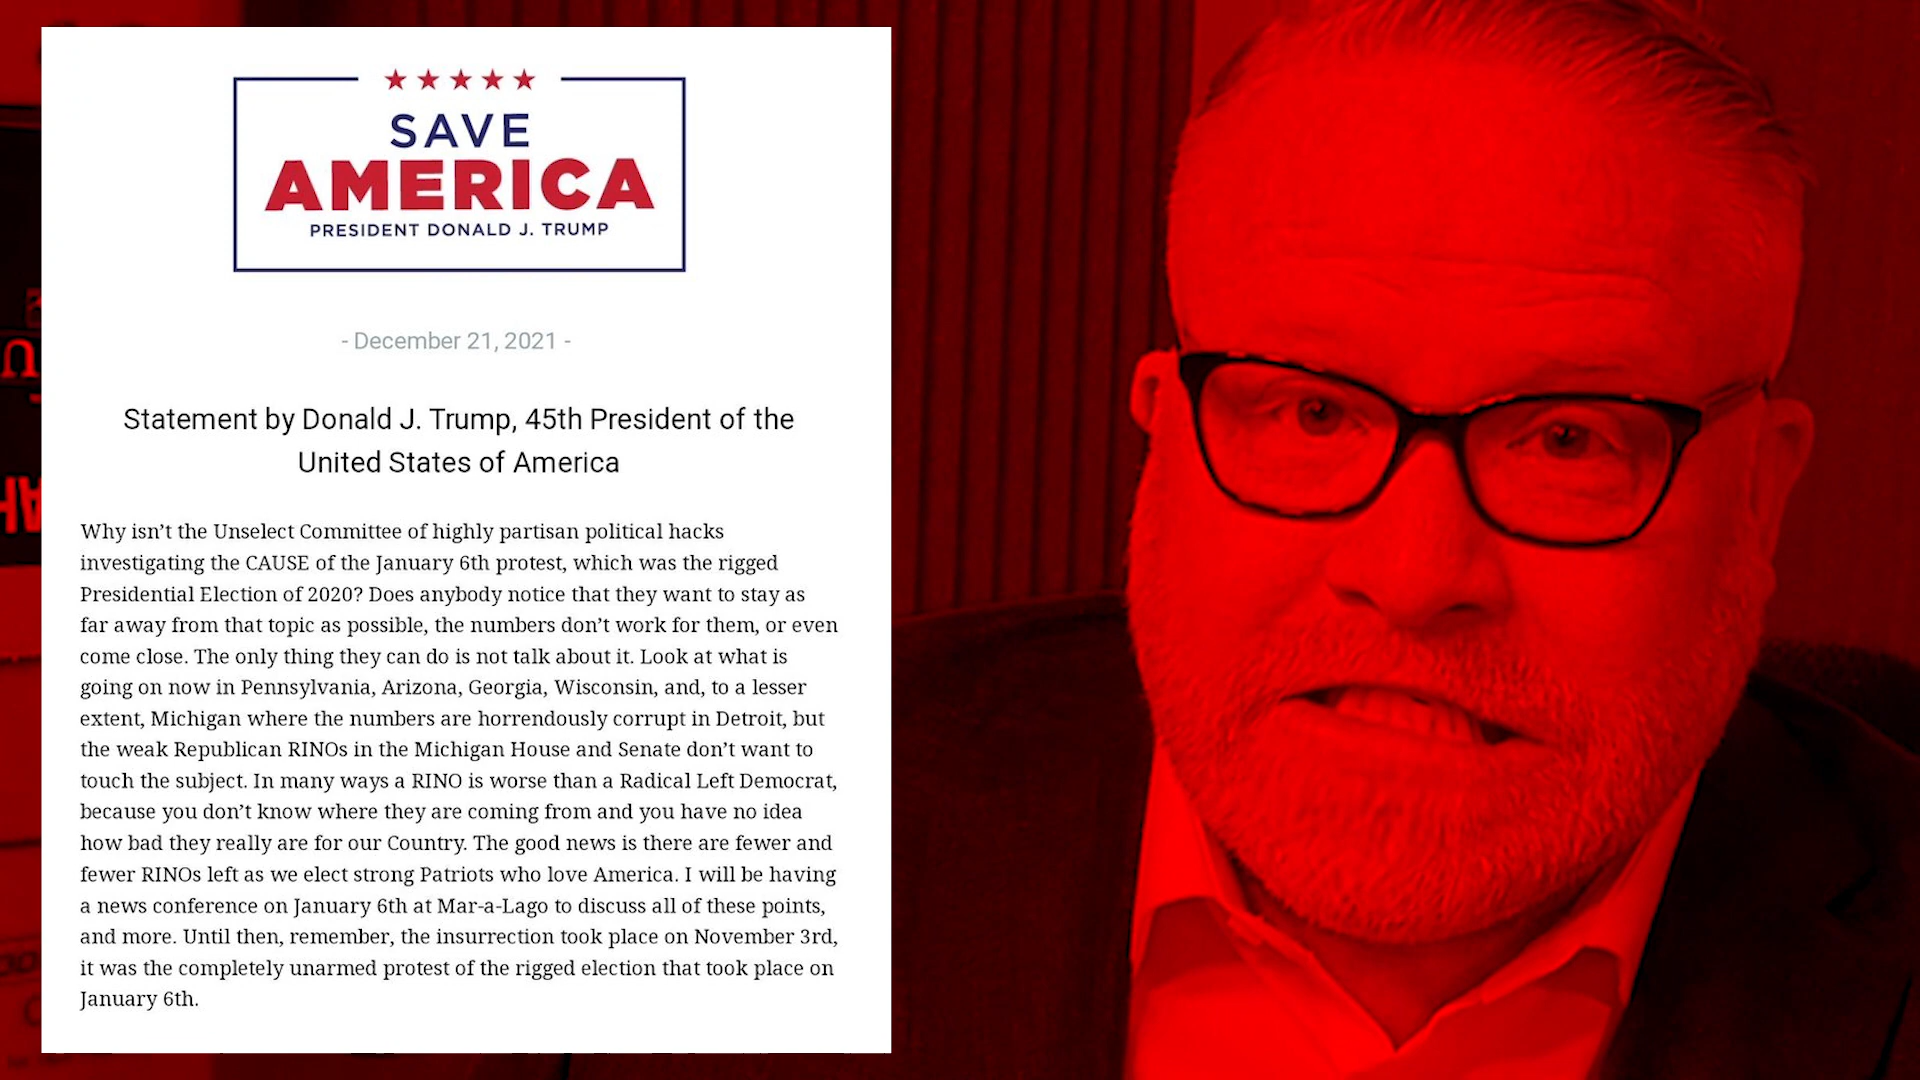 SAVE
AMERICA
PRESIDENT DONALD J. TRUMP
- December 21, 2021 -
Statement by Donald J. Trump, 45th President of the
United States of America
Why isn’t the Unselect Committee of highly partisan political hacks
investigating the CAUSE of the January 6th protest, which was the rigged
Presidential Election of 2020? Does anybody notice that they want to stay as
far away from that topic as possible, the numbers don’t work for them, or even
come close. The only thing they can do is not talk about it. Look at what is
going on now in Pennsylvania, Arizona, Georgia, Wisconsin, and, to a lesser
extent, Michigan where the numbers are horrendously corrupt in Detroit, but
the weak Republican RINOs in the Michigan House and Senate don’t want to
touch the subject. In many ways a RINO is worse than a Radical Left Democrat,
because you don’t know where they are coming from and you have no idea
how bad they really are for our Country. The good news is there are fewer and
fewer RINOs left as we elect strong Patriots who love America. I will be having
a news conference on January 6th at Mar-a-Lago to discuss all of these points,
and more. Until then, remember, the insurrection took place on November 3rd,
it was the completely unarmed protest of the rigged election that took place on
January 6th.